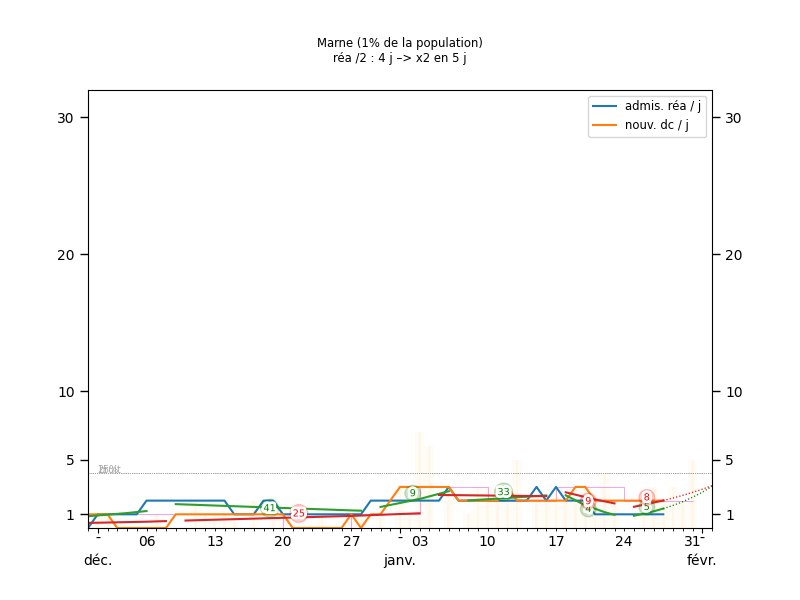 Marne (1% de la population)
réa /2 : 4 j –> x2 en 5 j
admis. réa / j
nouv. dc / j
30 30
20 20
10 10
5 5
1 1
9 33 9 4 8 5
41 25
- 06 13 20 27 - 03 10 17 24 31 -
déc. janv. févr.